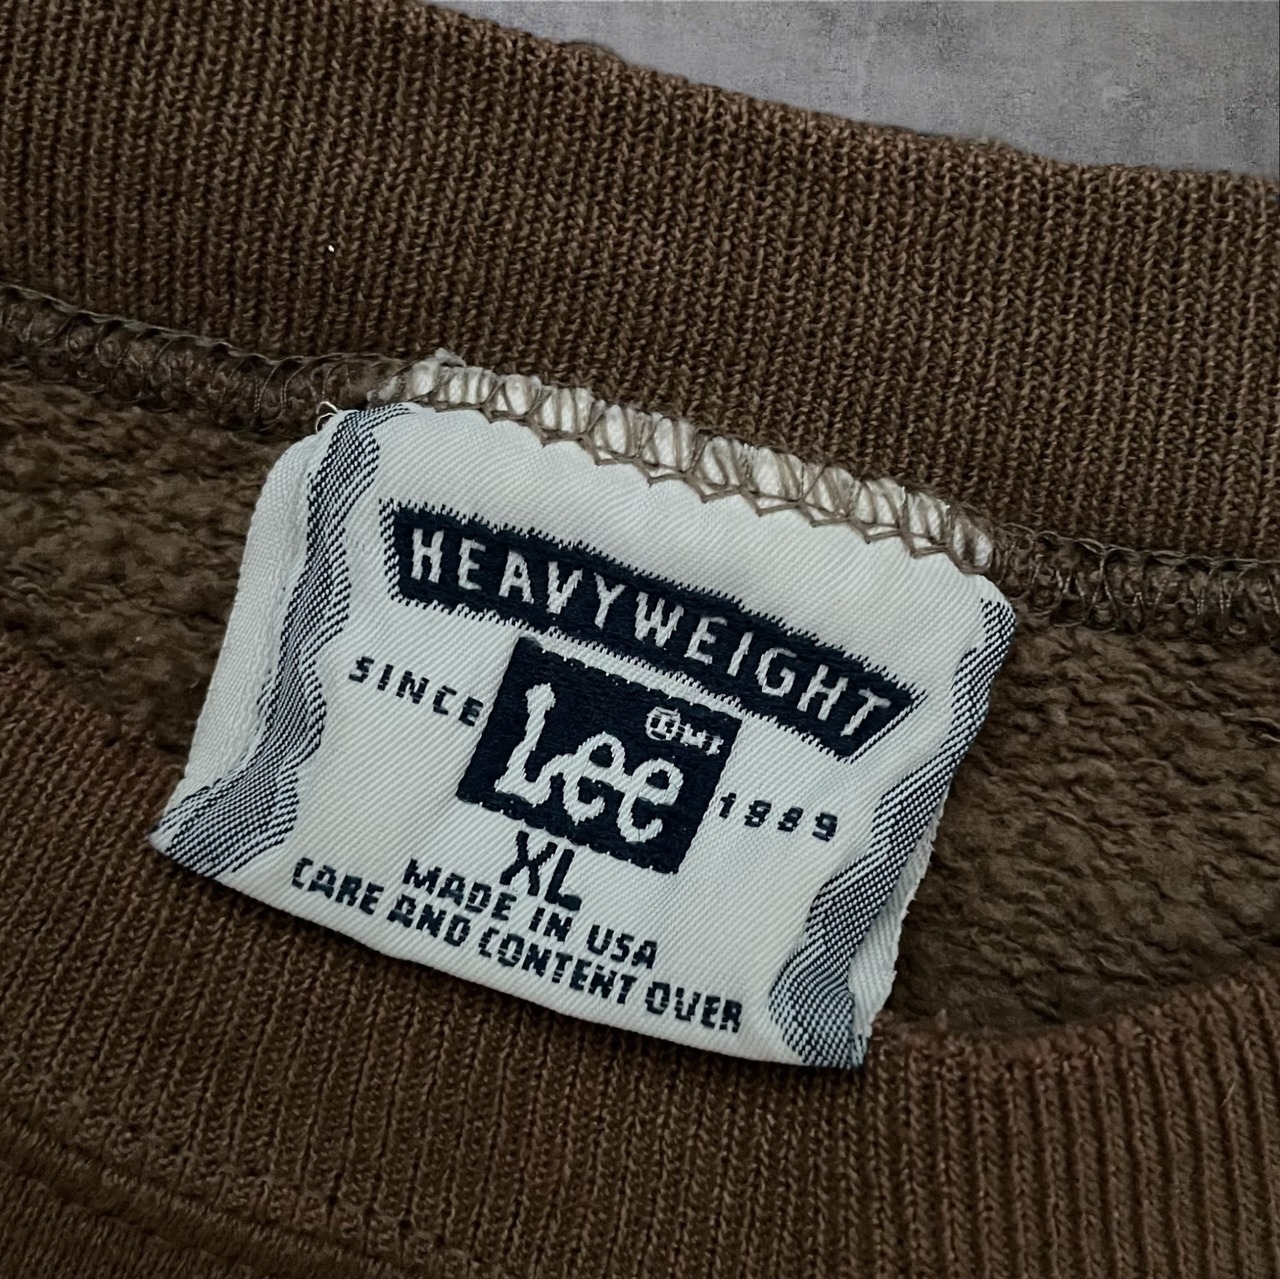 HEAVYWEIGHT
SINCE Lee ® 1889
XL
MADE IN USA
CARE AND CONTENT OVER